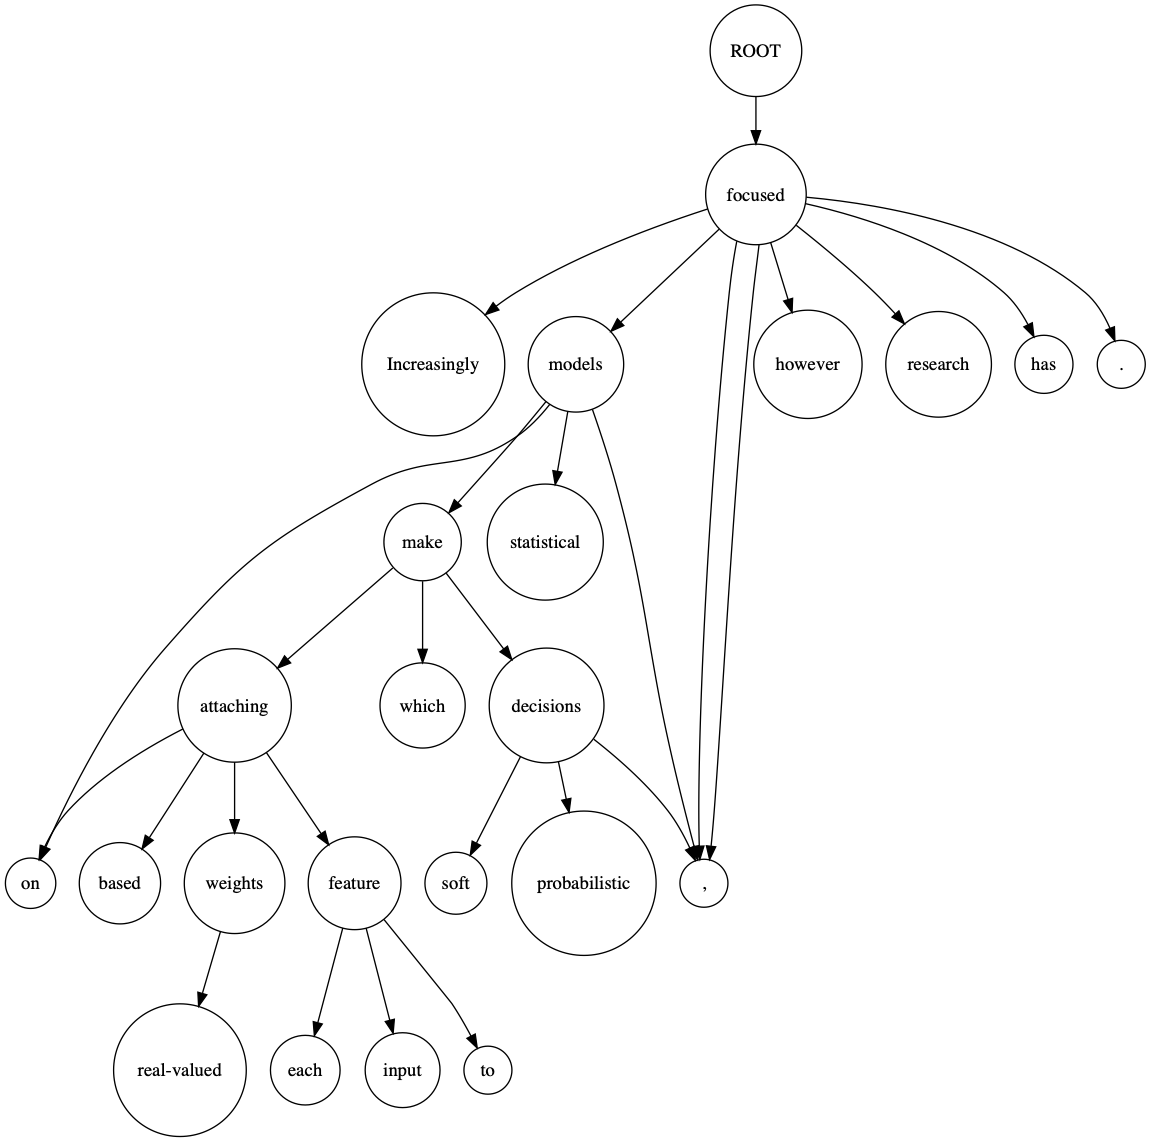 ROOT
focused
Increasingly
models
however
research
has
.
make
statistical
attaching
which
decisions
on
based
weights
feature
soft
probabilistic
,
real-valued
each
input
to